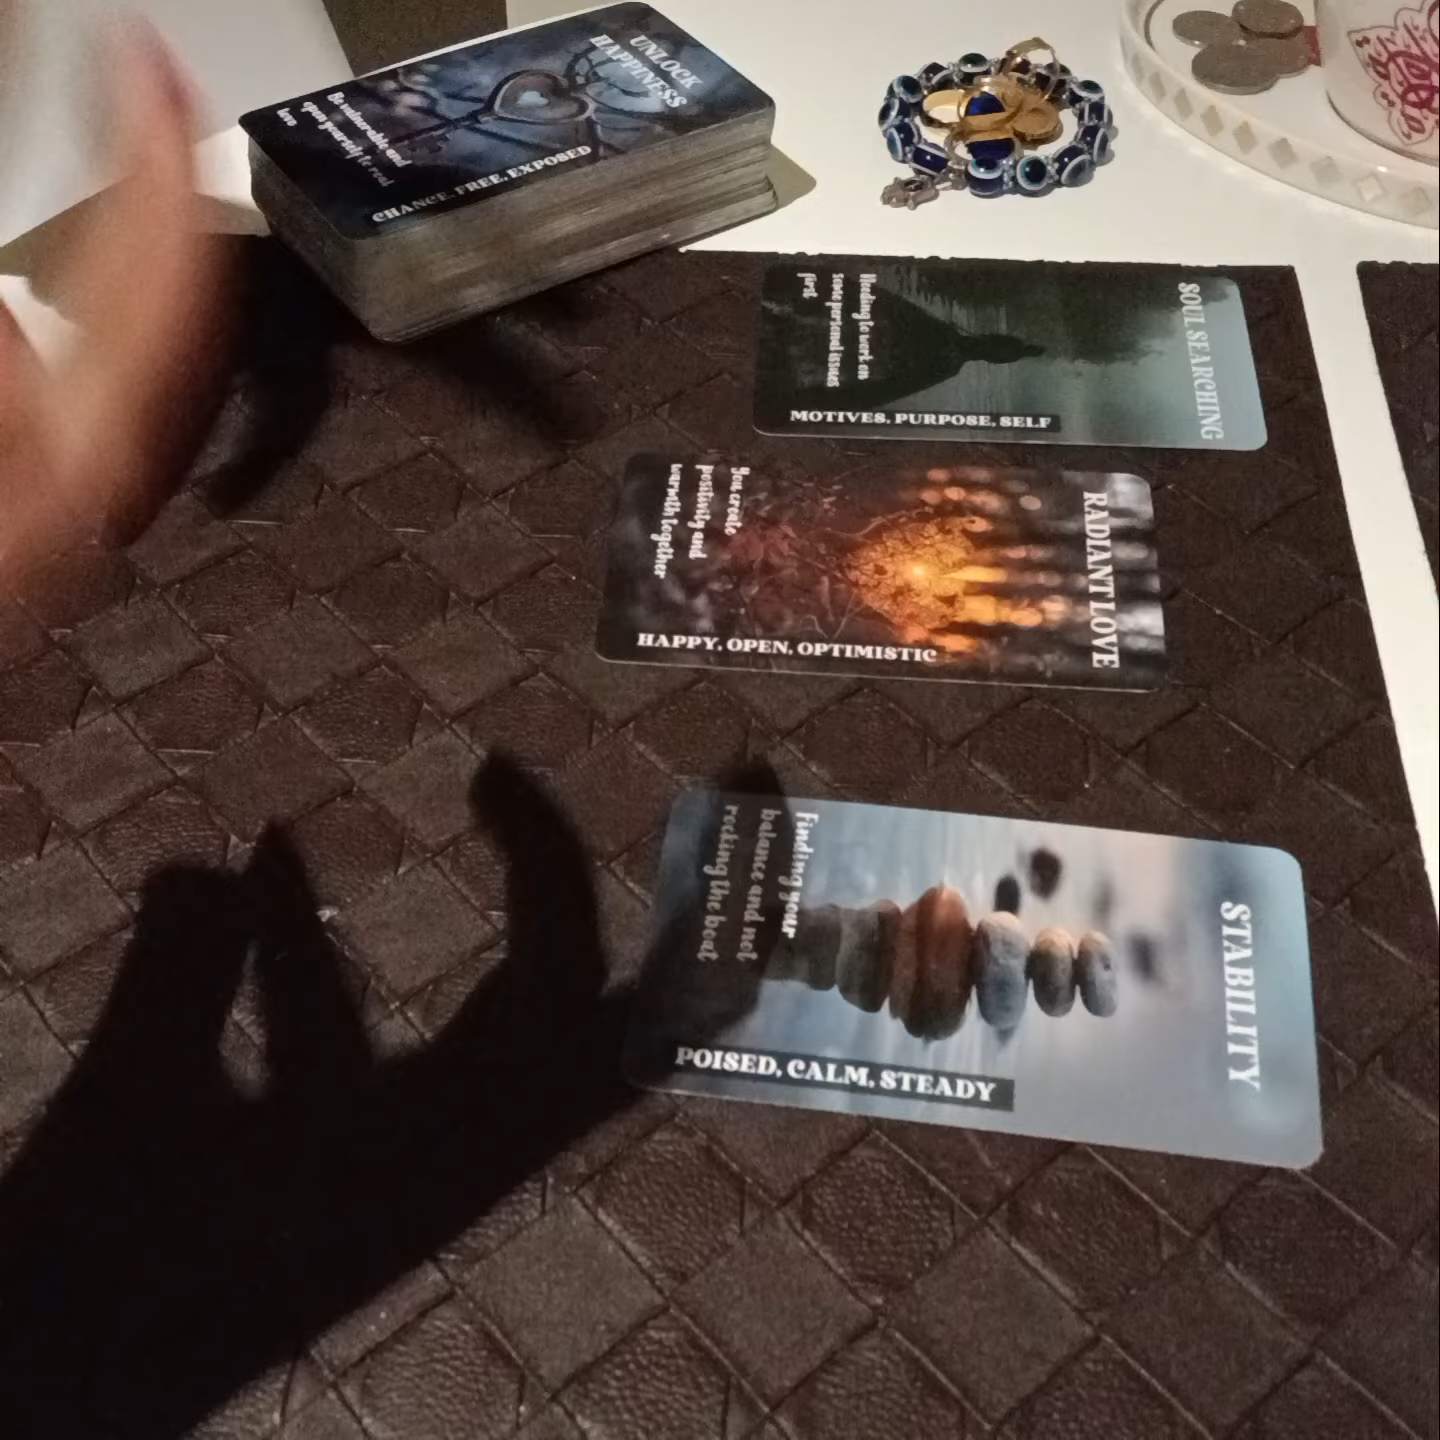 UNLOCK
HAPPINESS
Be vulnerable and
open yourself to real
love
CHANCE, FREE, EXPOSED
SOUL SEARCHING
Needing to work on
some personal issues
first
MOTIVES, PURPOSE, SELF
RADIANT LOVE
You create
positivity and
warmth together
HAPPY, OPEN, OPTIMISTIC
STABILITY
Finding your
balance and not
rocking the boat
POISED, CALM, STEADY